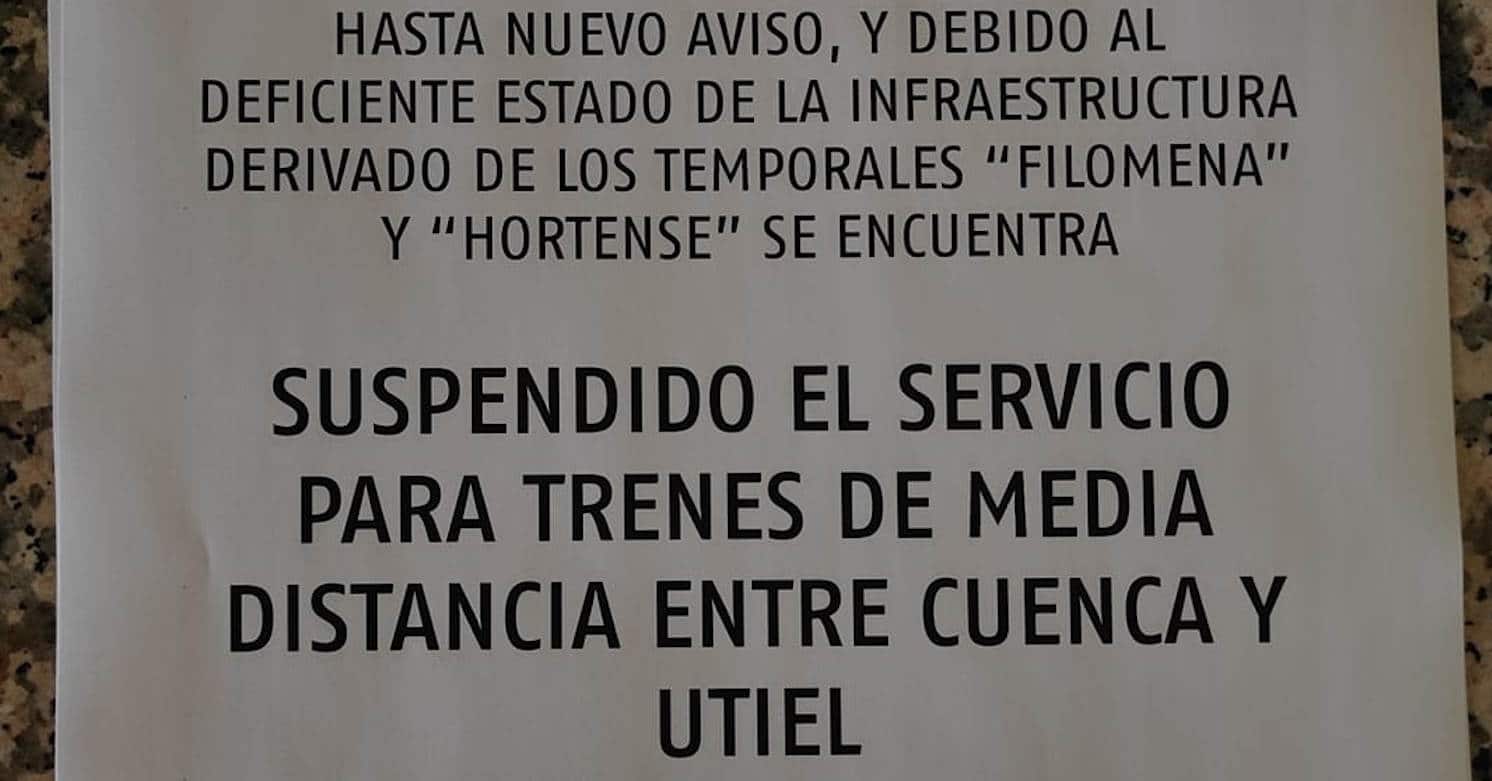 HASTA NUEVO AVISO, Y DEBIDO AL
DEFICIENTE ESTADO DE LA INFRAESTRUCTURA
DERIVADO DE LOS TEMPORALES "FILOMENA"
Y "HORTENSE" SE ENCUENTRA
SUSPENDIDO EL SERVICIO
PARA TRENES DE MEDIA
DISTANCIA ENTRE CUENCA Y
UTIEL